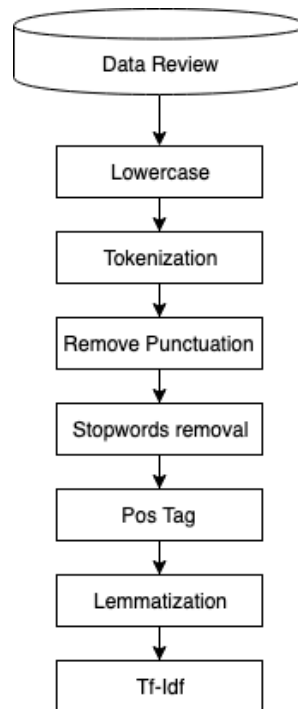 Data Review
Lowercase
Tokenization
Remove Punctuation
Stopwords removal
Pos Tag
Lemmatization
Tf-Idf